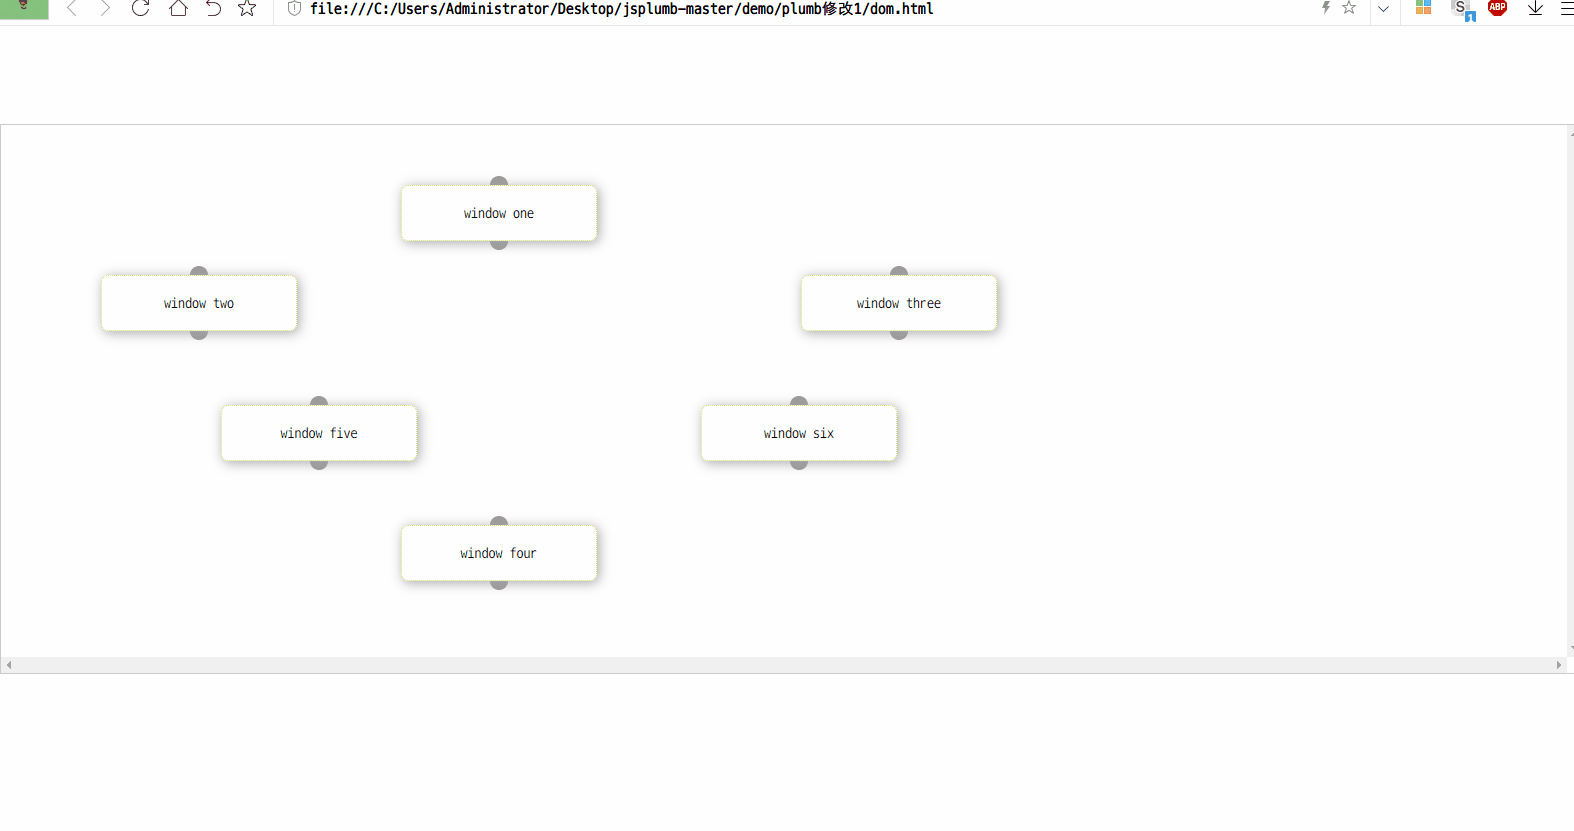 file:///C:/Users/Administrator/Desktop/jsplumb-master/demo/plumb修改1/dom.html
S
1
ABP
window one
window two
window three
window five
window six
window four